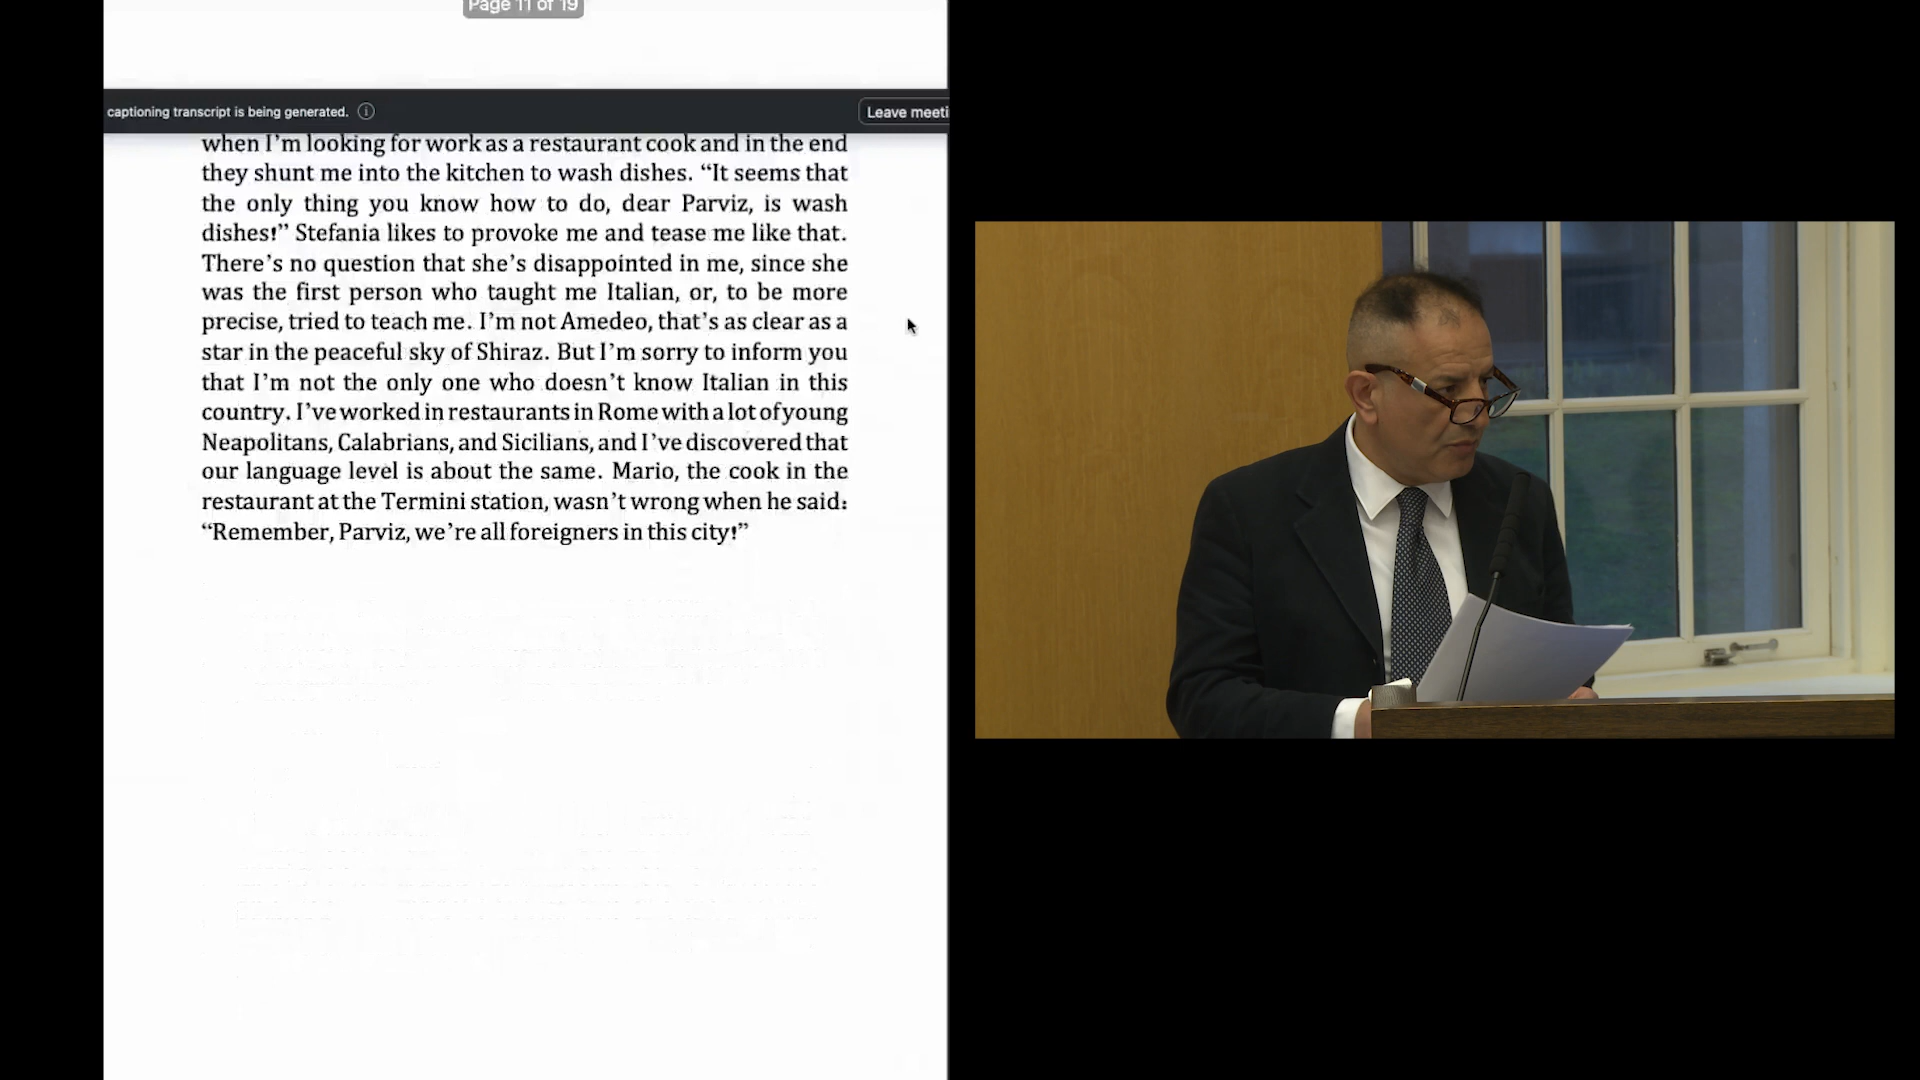 Page 11 of 19
captioning transcript is being generated.
Leave meeti
when I’m looking for work as a restaurant cook and in the end
they shunt me into the kitchen to wash dishes. “It seems that
the only thing you know how to do, dear Parviz, is wash
dishes!” Stefania likes to provoke me and tease me like that.
There’s no question that she’s disappointed in me, since she
was the first person who taught me Italian, or, to be more
precise, tried to teach me. I’m not Amedeo, that’s as clear as a
star in the peaceful sky of Shiraz. But I’m sorry to inform you
that I’m not the only one who doesn’t know Italian in this
country. I’ve worked in restaurants in Rome with a lot of young
Neapolitans, Calabrians, and Sicilians, and I’ve discovered that
our language level is about the same. Mario, the cook in the
restaurant at the Termini station, wasn’t wrong when he said:
“Remember, Parviz, we’re all foreigners in this city!”